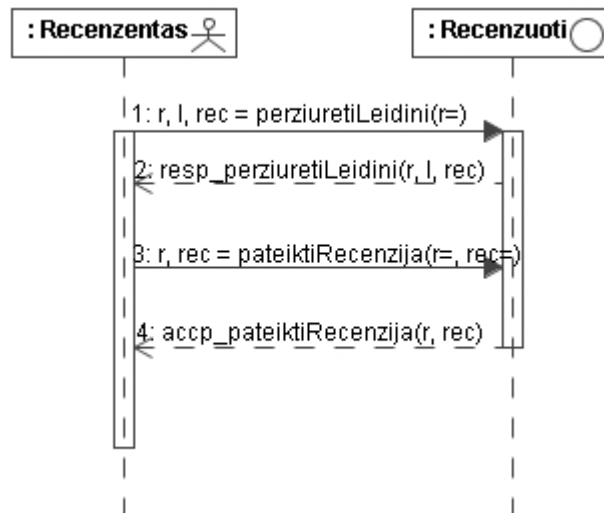 : Recenzentas
: Recenzuoti
1: r, l, rec = perziuretiLeidini(r=)
2: resp_perziuretiLeidini(r, l, rec)
3: r, rec = pateiktiRecenzija(r=, rec=)
4: accp_pateiktiRecenzija(r, rec)